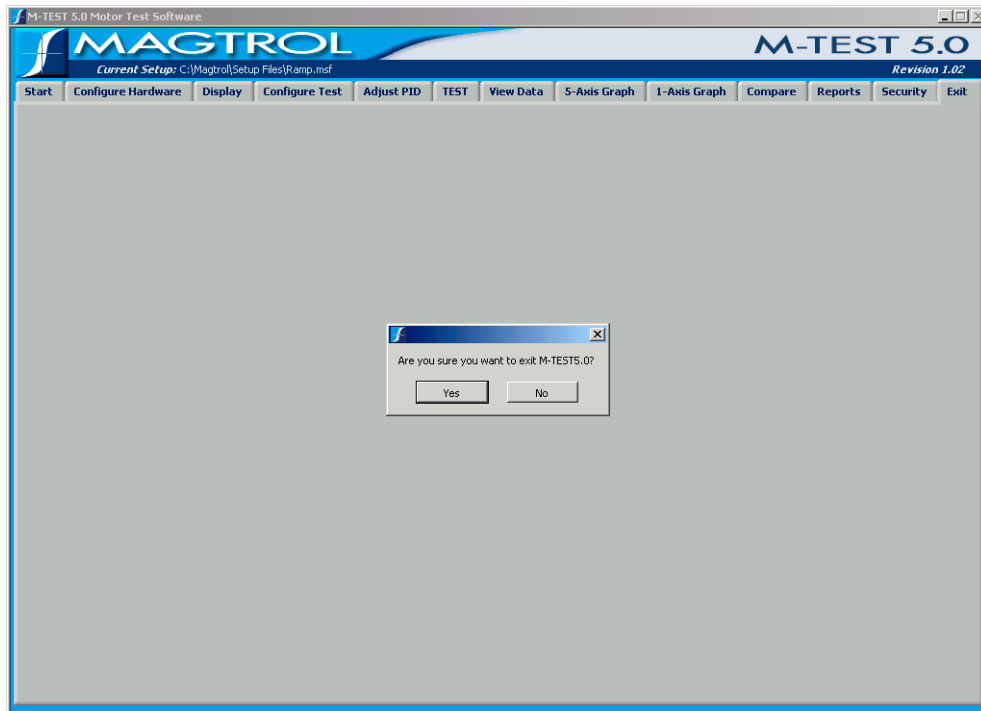 M-TEST 5.0 Motor Test Software
MAGTROL
M-TEST 5.0
Current Setup: C:\Magtrol\Setup Files\Ramp.msf
Revision 1.02
Start Configure Hardware Display Configure Test Adjust PID TEST View Data 5-Axis Graph 1-Axis Graph Compare Reports Security Exit
Are you sure you want to exit M-TEST5.0?
Yes No